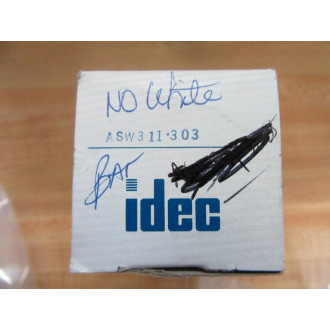 NO White
ASW311-303
BAT
idec